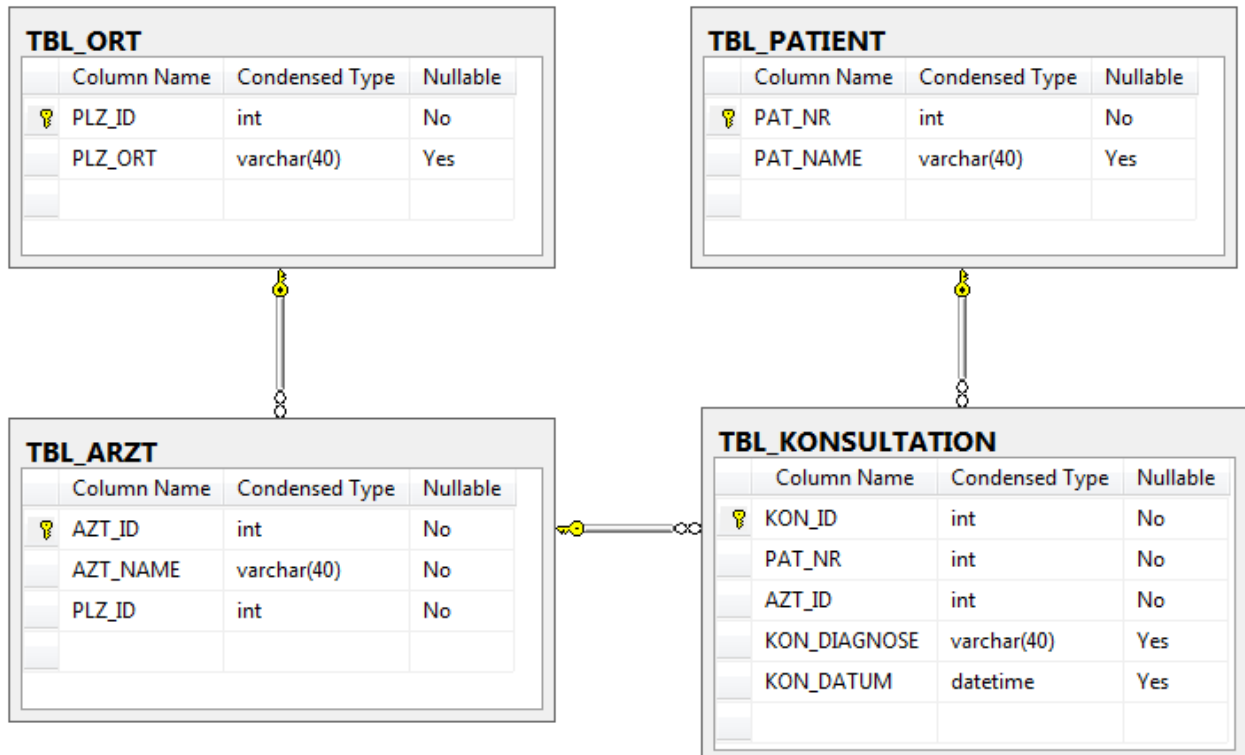 TBL_ORT
Column Name Condensed Type Nullable
PLZ_ID int No
PLZ_ORT varchar(40) Yes
TBL_PATIENT
Column Name Condensed Type Nullable
PAT_NR int No
PAT_NAME varchar(40) Yes
TBL_ARZT
Column Name Condensed Type Nullable
AZT_ID int No
AZT_NAME varchar(40) No
PLZ_ID int No
TBL_KONSULTATION
Column Name Condensed Type Nullable
KON_ID int No
PAT_NR int No
AZT_ID int No
KON_DIAGNOSE varchar(40) Yes
KON_DATUM datetime Yes